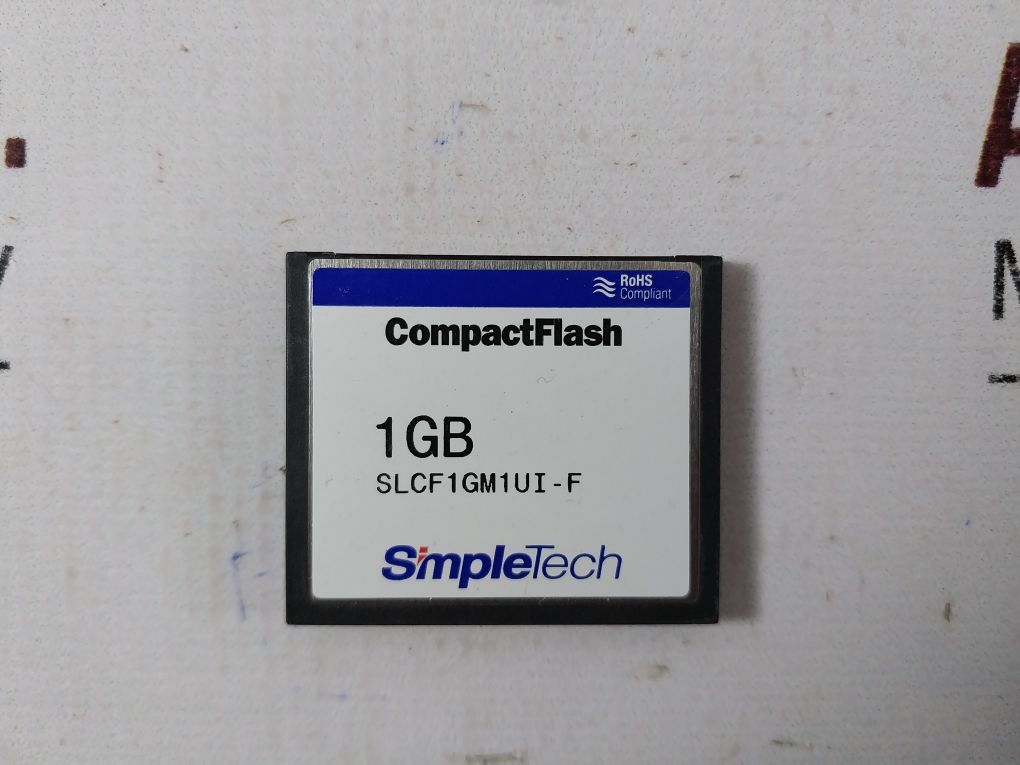 RoHS
Compliant
CompactFlash
1GB
SLCF1GM1UI-F
SimpleTech